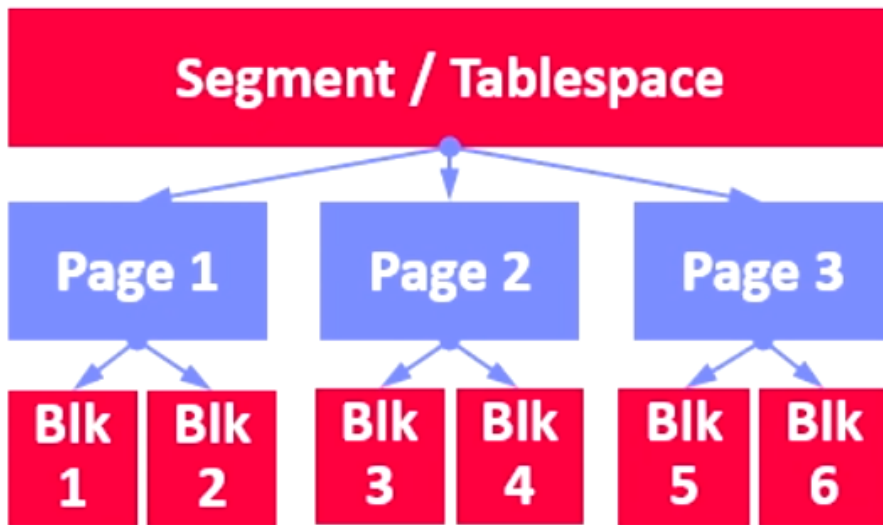 Segment / Tablespace
Page 1
Page 2
Page 3
Blk
1
Blk
2
Blk
3
Blk
4
Blk
5
Blk
6